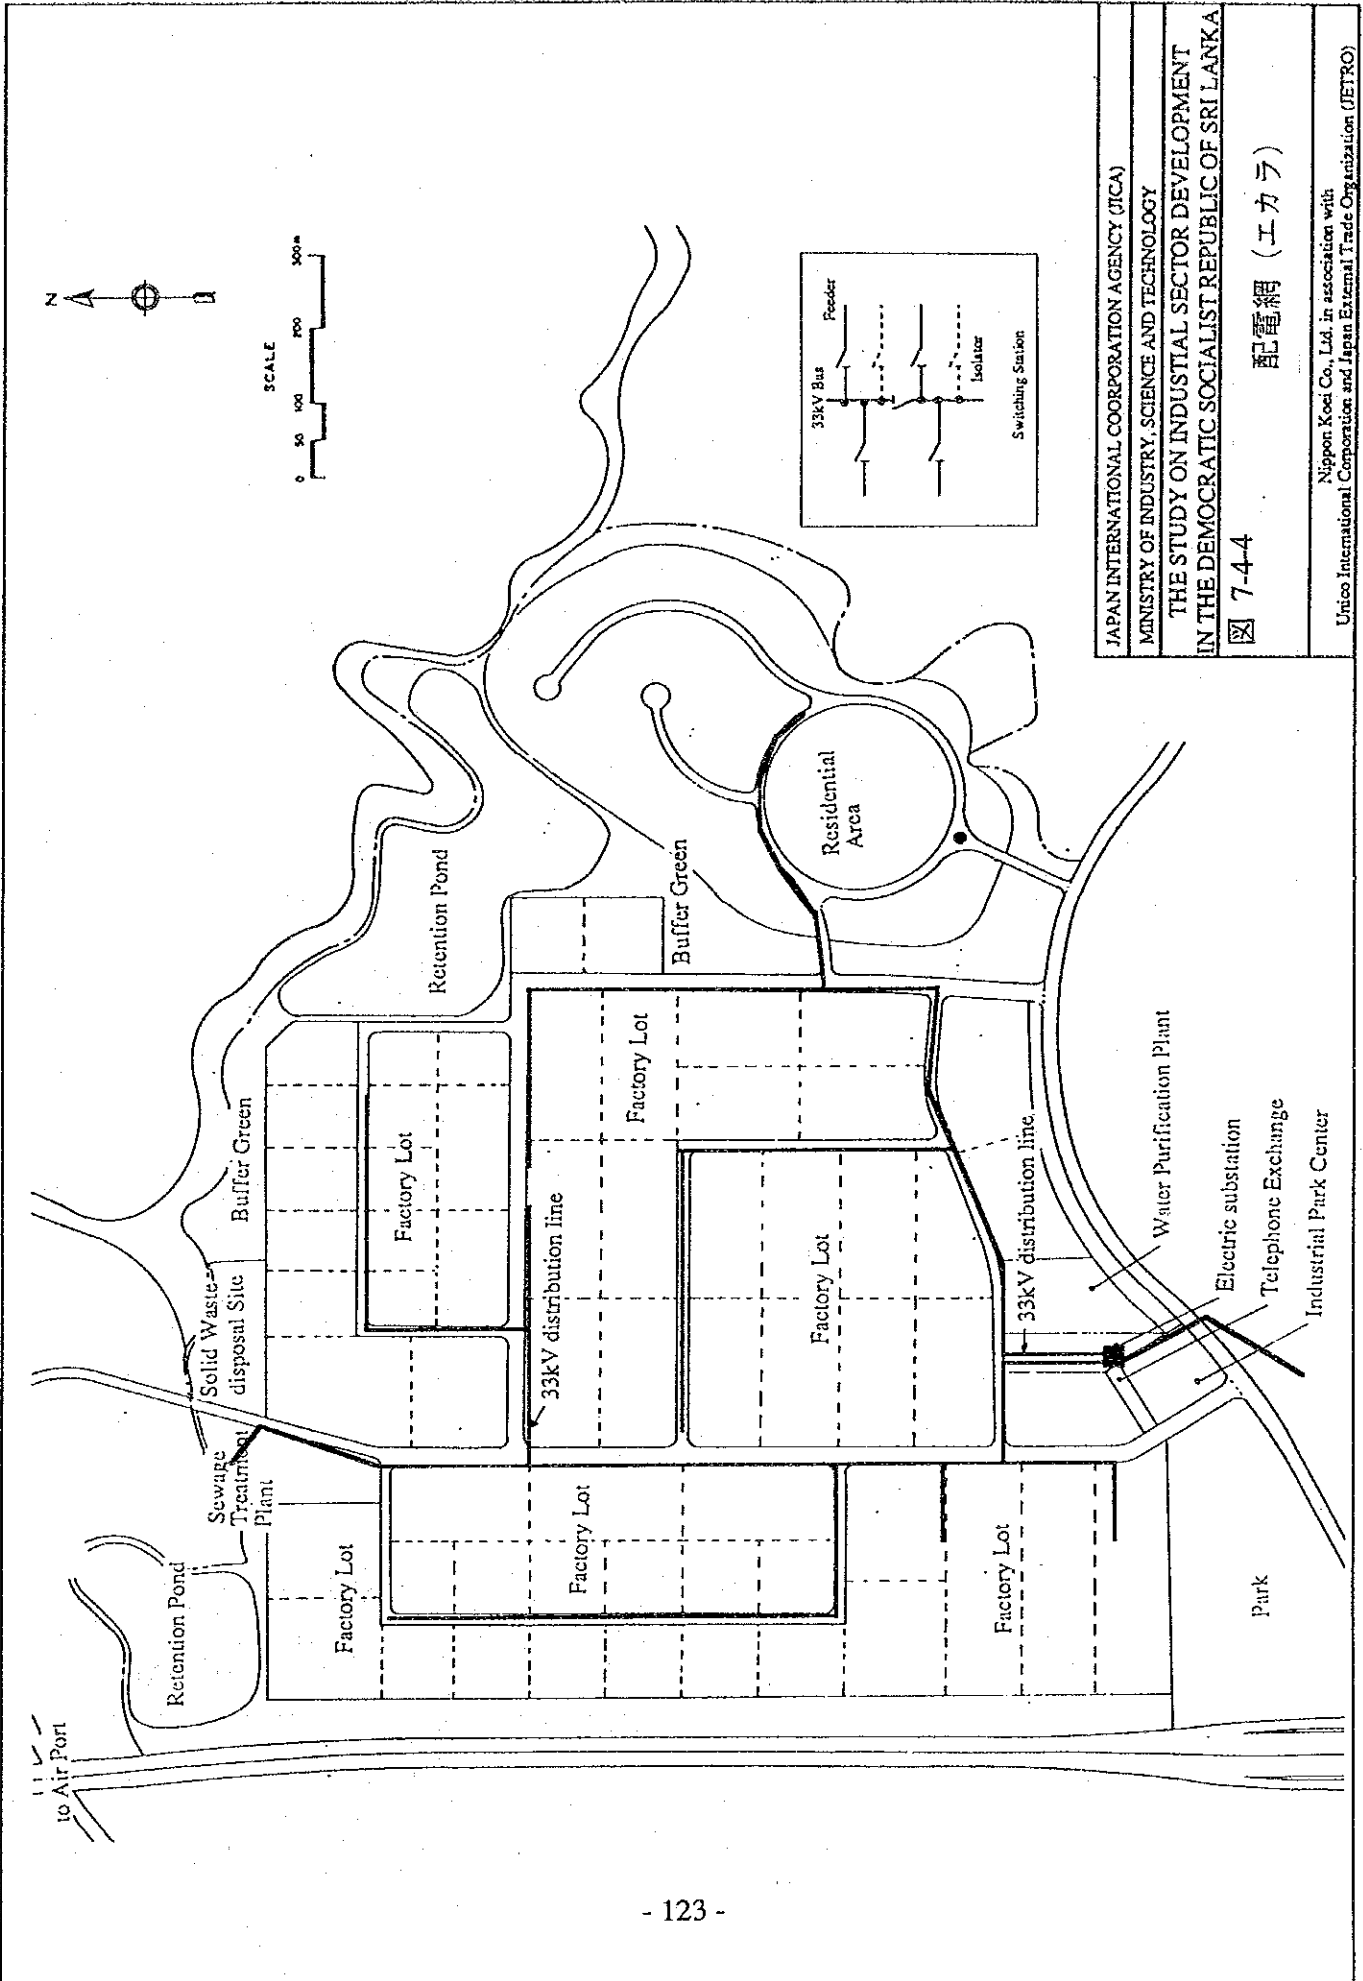 N
SCALE
0 50 100 200 300m
to Air Port
Retention Pond
Sewage
Treatment
Plant
Solid Waste
disposal Site
Buffer Green
Retention Pond
Buffer Green
Factory Lot
Factory Lot
Factory Lot
Factory Lot
Factory Lot
Factory Lot
33kV distribution line
Residential
Area
33kV Bus
Feeder
Isolator
Switching Station
33kV distribution line
Water Purification Plant
Electric substation
Telephone Exchange
Industrial Park Center
Park
JAPAN INTERNATIONAL COORPORATION AGENCY (JICA)
MINISTRY OF INDUSTRY, SCIENCE AND TECHNOLOGY
THE STUDY ON INDUSTIAL SECTOR DEVELOPMENT
IN THE DEMOCRATIC SOCIALIST REPUBLIC OF SRI LANKA
図 7-4-4 配電網 (エカラ)
Nippon Koei Co., Ltd. in association with
Unico International Corporation and Japan External Trade Organization (JETRO)
- 123 -